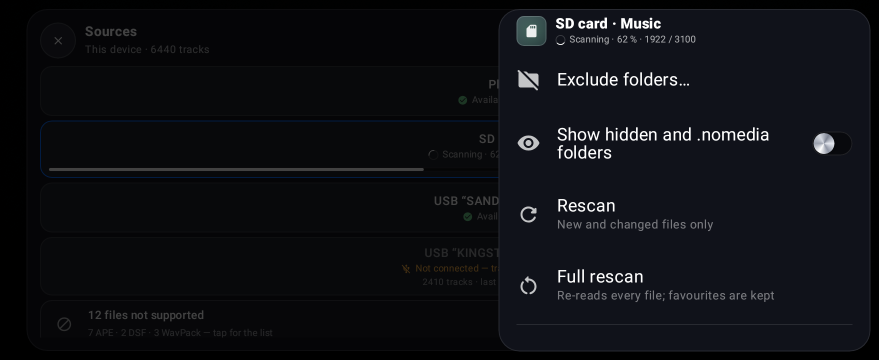 Sources
This device · 6440 tracks
SD
Scanning · 62
USB “SAND
USB “KINGST
Not connected —
2410 tracks · last
12 files not supported
7 APE · 2 DSF · 3 WavPack — tap for the list
SD card · Music
Scanning · 62 % · 1922 / 3100
Exclude folders…
Show hidden and .nomedia
folders
Rescan
New and changed files only
Full rescan
Re-reads every file; favourites are kept